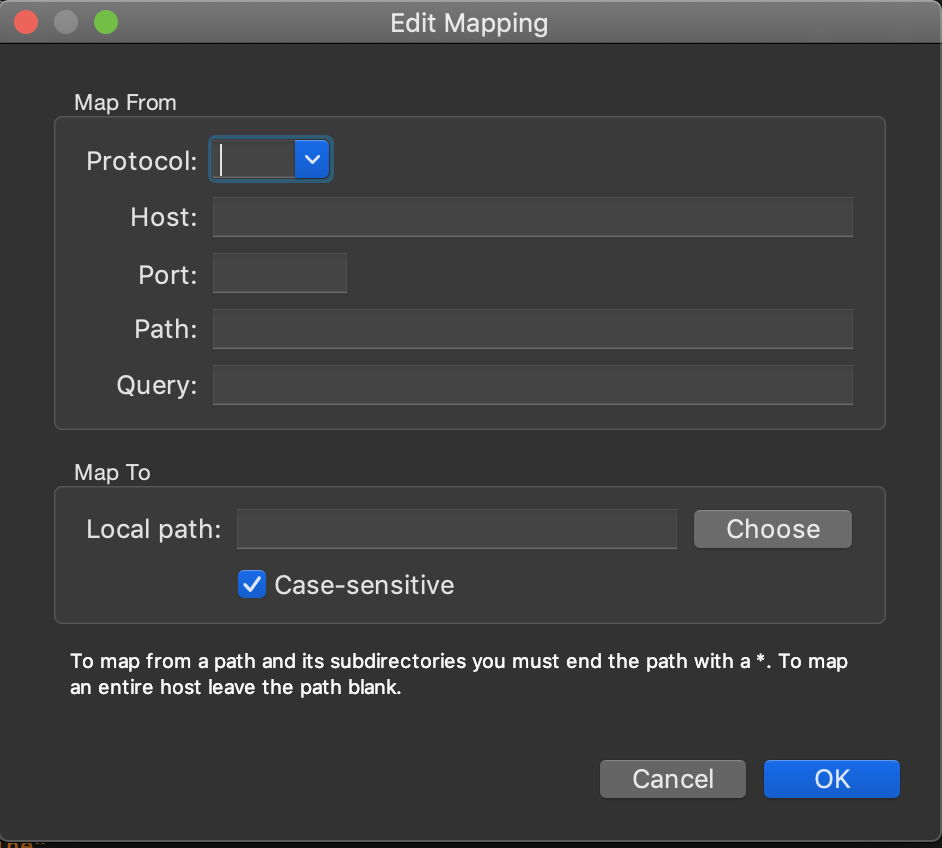 Edit Mapping
Map From
Protocol:
Host:
Port:
Path:
Query:
Map To
Local path:
Choose
Case-sensitive
To map from a path and its subdirectories you must end the path with a *. To map
an entire host leave the path blank.
Cancel
OK